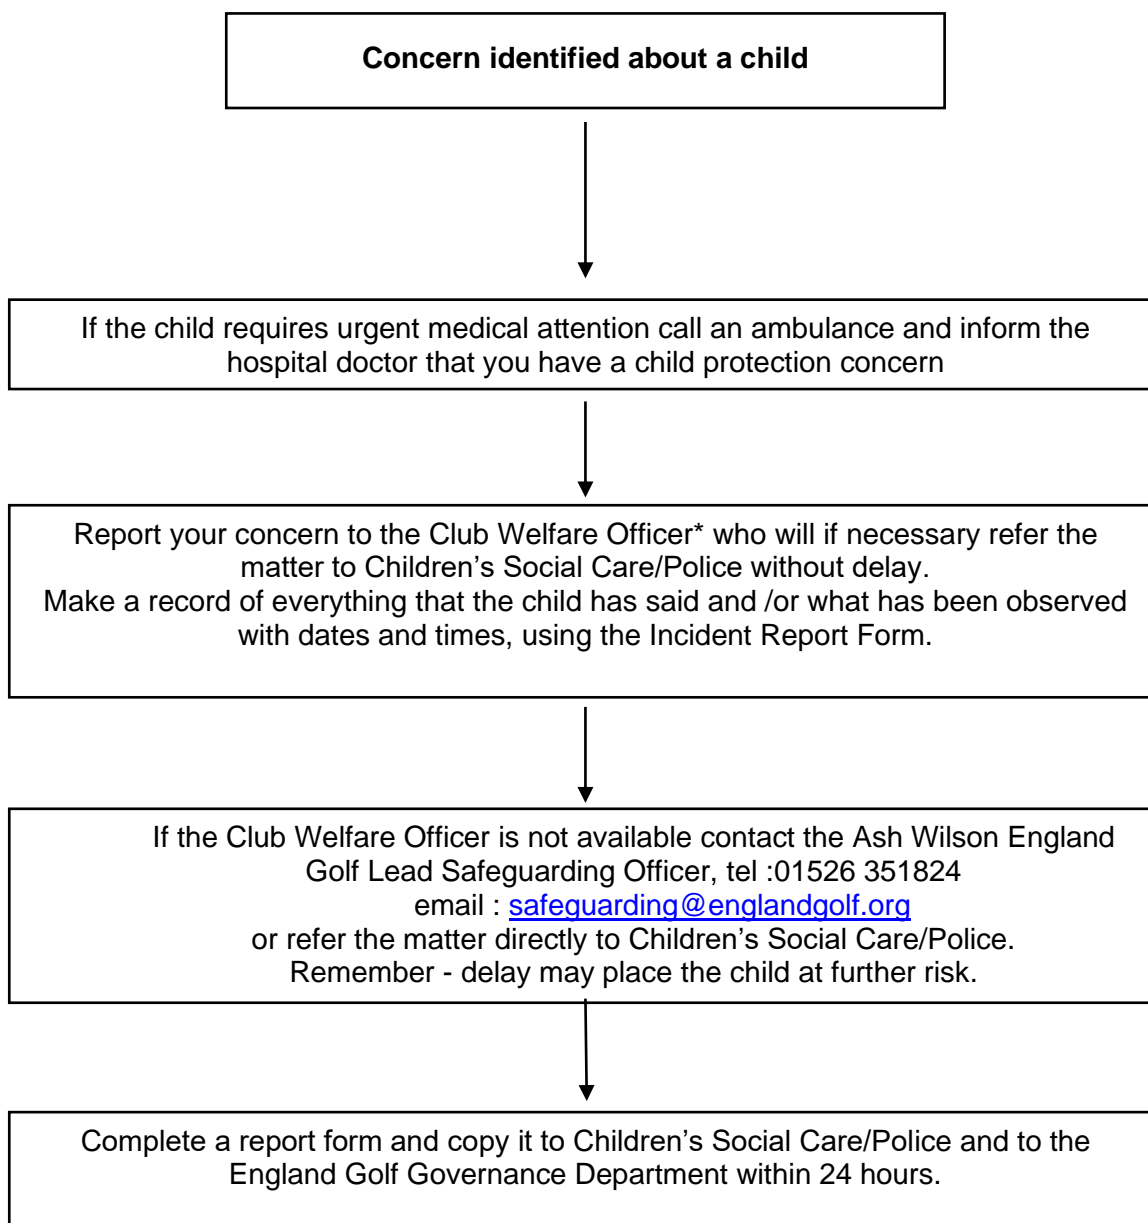 Concern identified about a child
If the child requires urgent medical attention call an ambulance and inform the
hospital doctor that you have a child protection concern
Report your concern to the Club Welfare Officer* who will if necessary refer the
matter to Children’s Social Care/Police without delay.
Make a record of everything that the child has said and /or what has been observed
with dates and times, using the Incident Report Form.
If the Club Welfare Officer is not available contact the Ash Wilson England
Golf Lead Safeguarding Officer, tel :01526 351824
email : safeguarding@englandgolf.org
or refer the matter directly to Children’s Social Care/Police.
Remember - delay may place the child at further risk.
Complete a report form and copy it to Children’s Social Care/Police and to the
England Golf Governance Department within 24 hours.